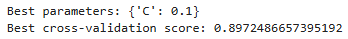 Best parameters: {'C': 0.1}
Best cross-validation score: 0.8972486657395192